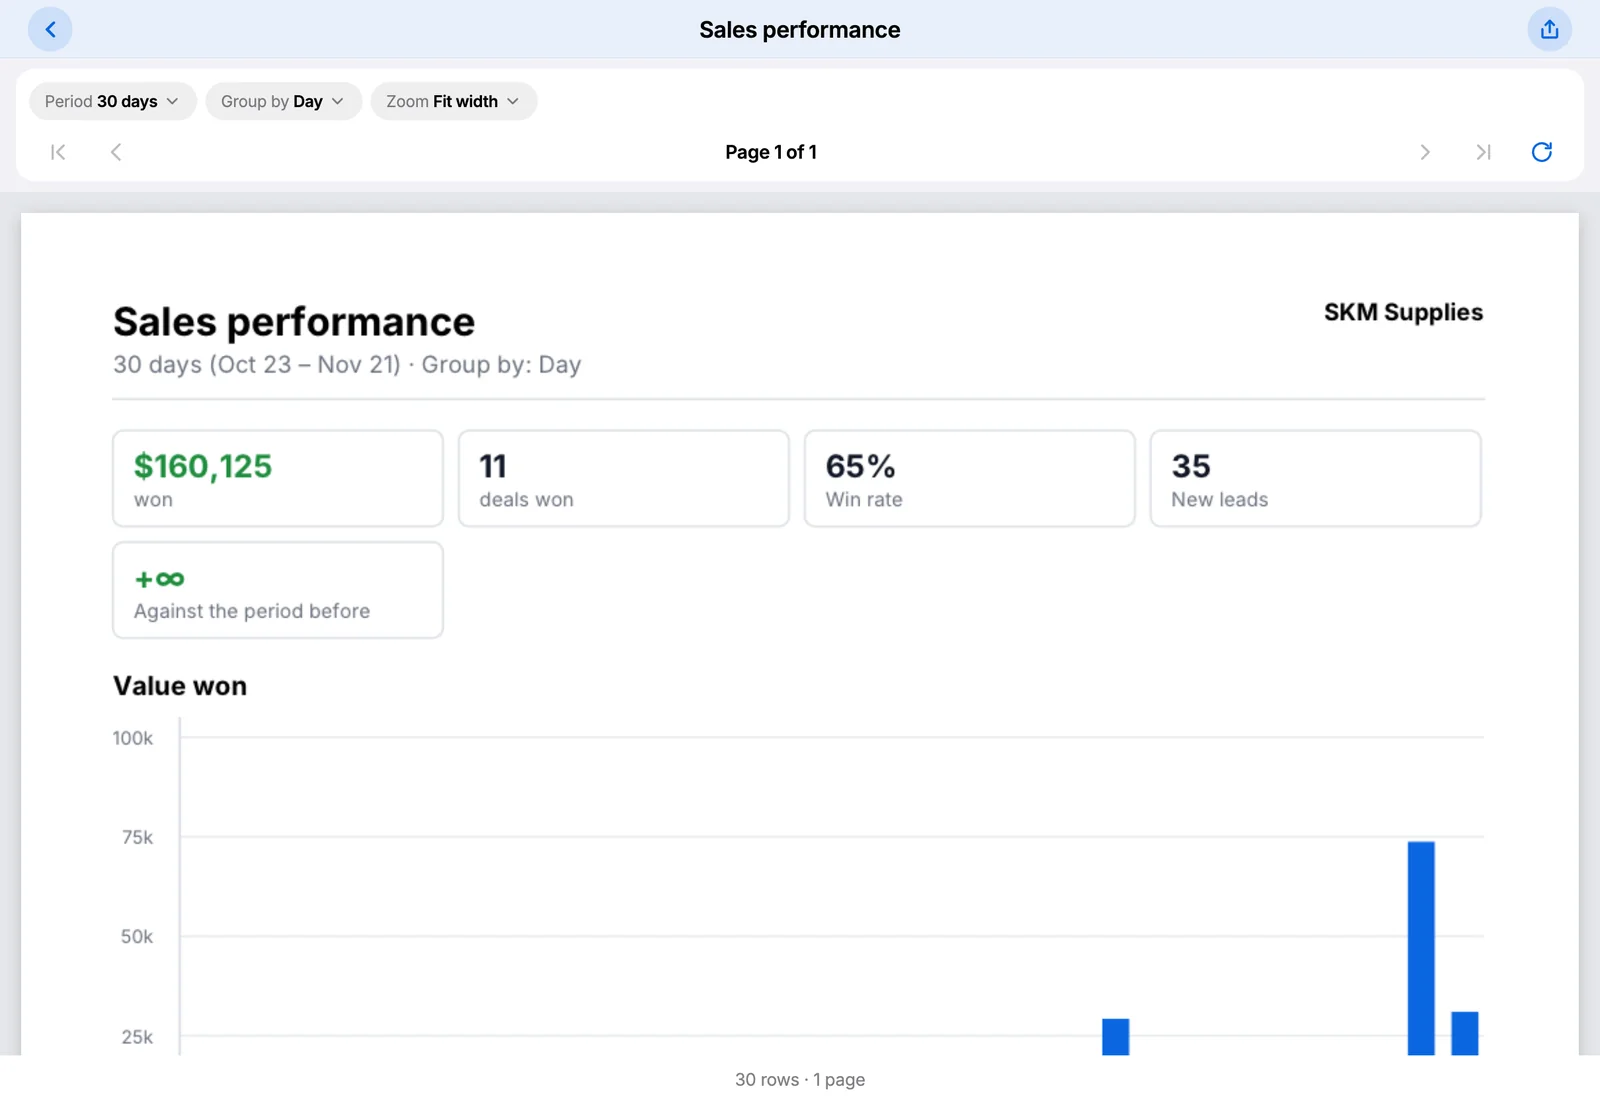 Sales performance
Period 30 days
Group by Day
Zoom Fit width
Page 1 of 1
Sales performance
SKM Supplies
30 days (Oct 23 – Nov 21) · Group by: Day
$160,125
won
11
deals won
65%
Win rate
35
New leads
+∞
Against the period before
Value won
100k
75k
50k
25k
30 rows · 1 page